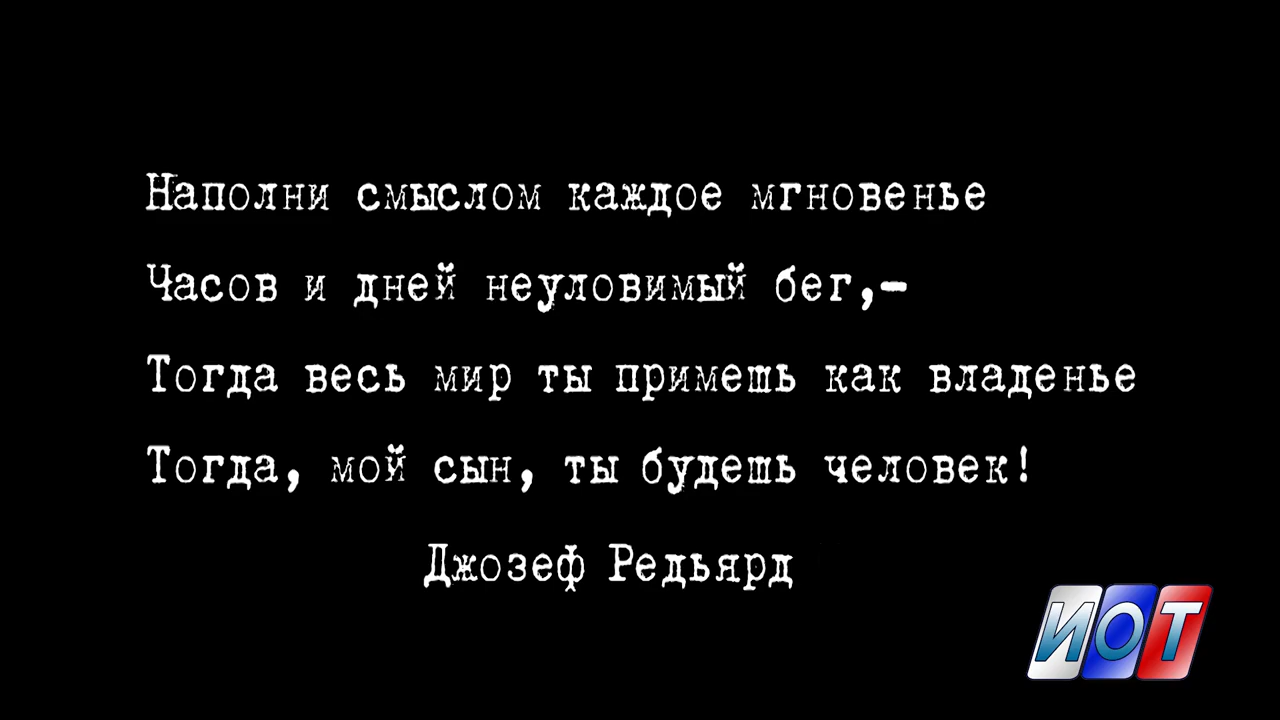 Наполни смыслом каждое мгновенье
Часов и дней неуловимый бег,-
Тогда весь мир ты примешь как владенье
Тогда, мой сын, ты будешь человек!
Джозеф Редьярд
ИОТ